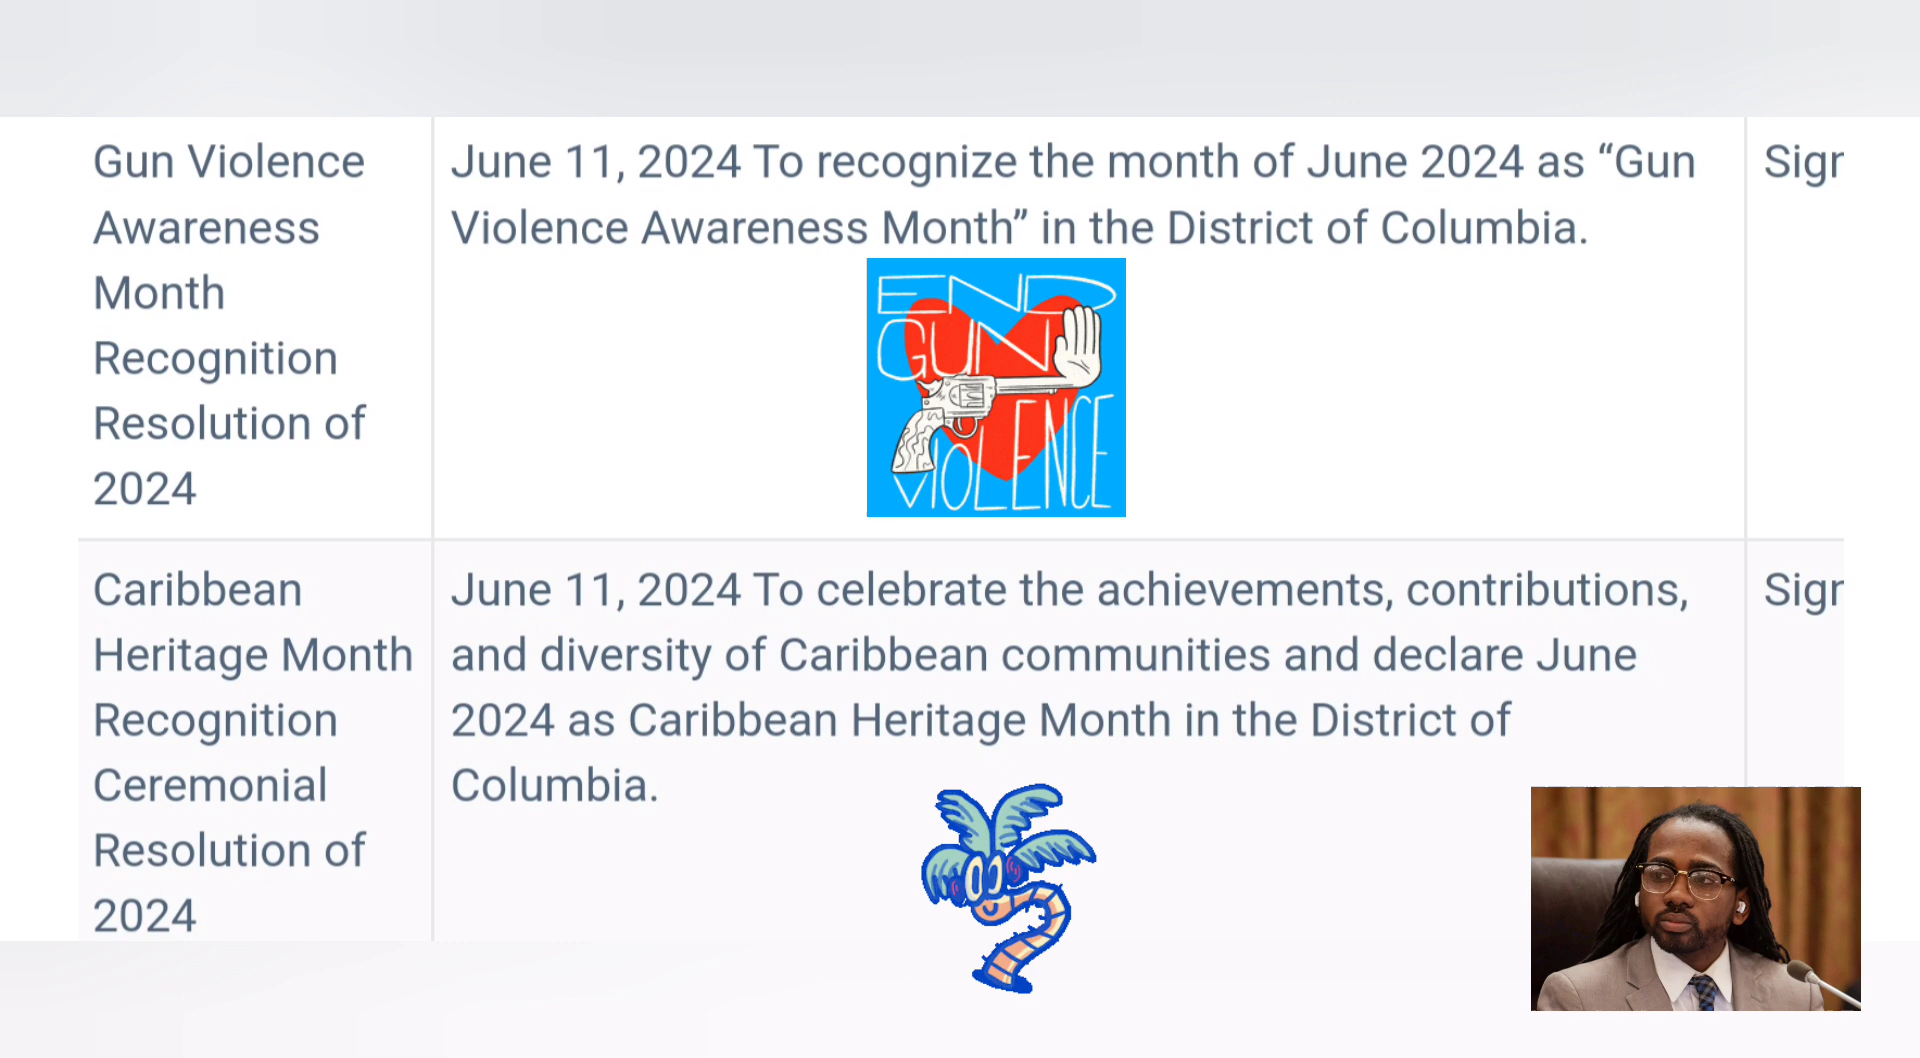 Gun Violence
Awareness
Month
Recognition
Resolution of
2024
June 11, 2024 To recognize the month of June 2024 as “Gun
Violence Awareness Month” in the District of Columbia.
Sigr
END
GUN
VIOLENCE
Caribbean
Heritage Month
Recognition
Ceremonial
Resolution of
2024
June 11, 2024 To celebrate the achievements, contributions,
and diversity of Caribbean communities and declare June
2024 as Caribbean Heritage Month in the District of
Columbia.
Sigr